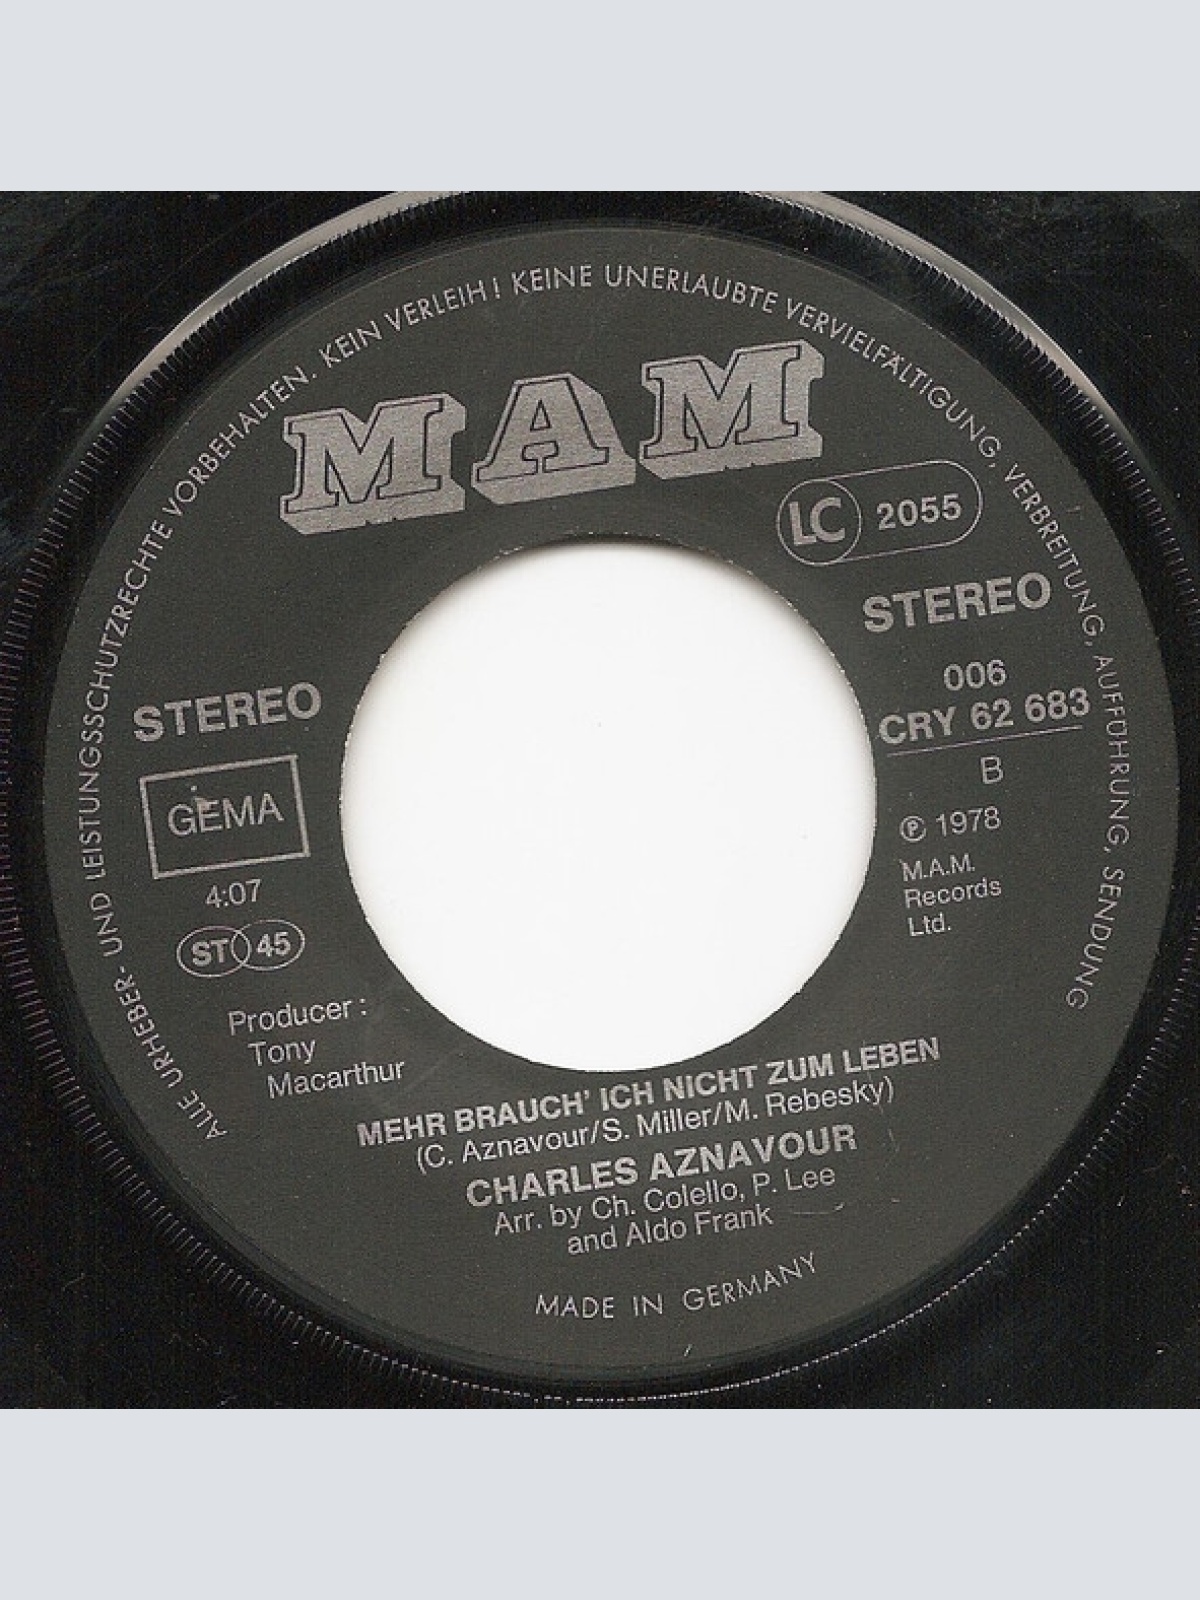 ALLE URHEBER- UND LEISTUNGSSCHUTZRECHTE VORBEHALTEN. KEIN VERLEIH! KEINE UNERLAUBTE VERVIELFÄLTIGUNG, VERBREITUNG, AUFFÜHRUNG, SENDUNG
MAM
LC 2055
STEREO
006
CRY 62 683
B
℗ 1978
M.A.M.
Records
Ltd.
STEREO
GEMA
4:07
ST 45
Producer :
Tony
Macarthur
MEHR BRAUCH' ICH NICHT ZUM LEBEN
(C. Aznavour/S. Miller/M. Rebesky)
CHARLES AZNAVOUR
Arr. by Ch. Colello, P. Lee
and Aldo Frank
MADE IN GERMANY